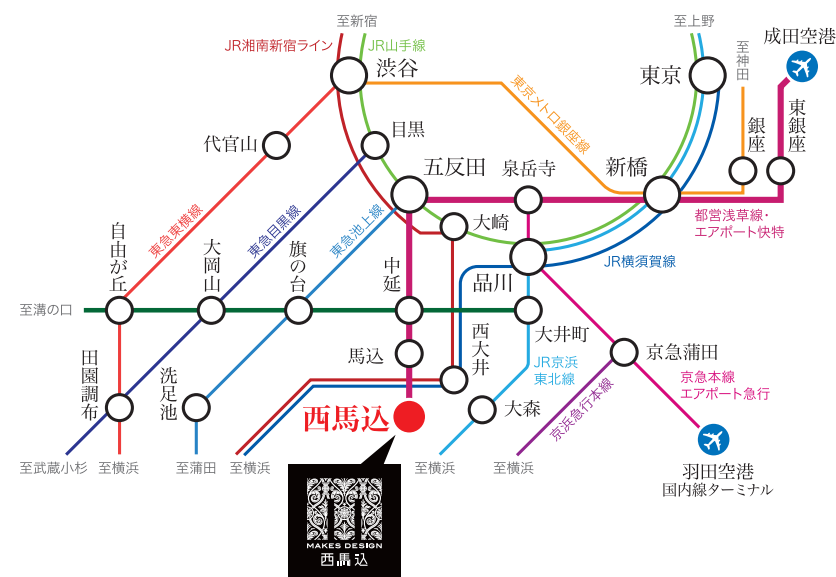 至新宿
至上野
成田空港
JR湘南新宿ライン
JR山手線
至神田
渋谷
東京
東京メトロ銀座線
銀座
東銀座
代官山
目黒
五反田
泉岳寺
新橋
東急東横線
東急目黒線
東急池上線
大崎
都営浅草線・
エアポート快特
自由が丘
大岡山
旗の台
中延
品川
JR横須賀線
至溝の口
西大井
大井町
田園調布
洗足池
馬込
JR京浜
東北線
京急蒲田
京浜急行本線
京急本線
エアポート急行
西馬込
大森
至武蔵小杉
至横浜
至蒲田
至横浜
至横浜
至横浜
羽田空港
国内線ターミナル
MAKES DESIGN
西馬込